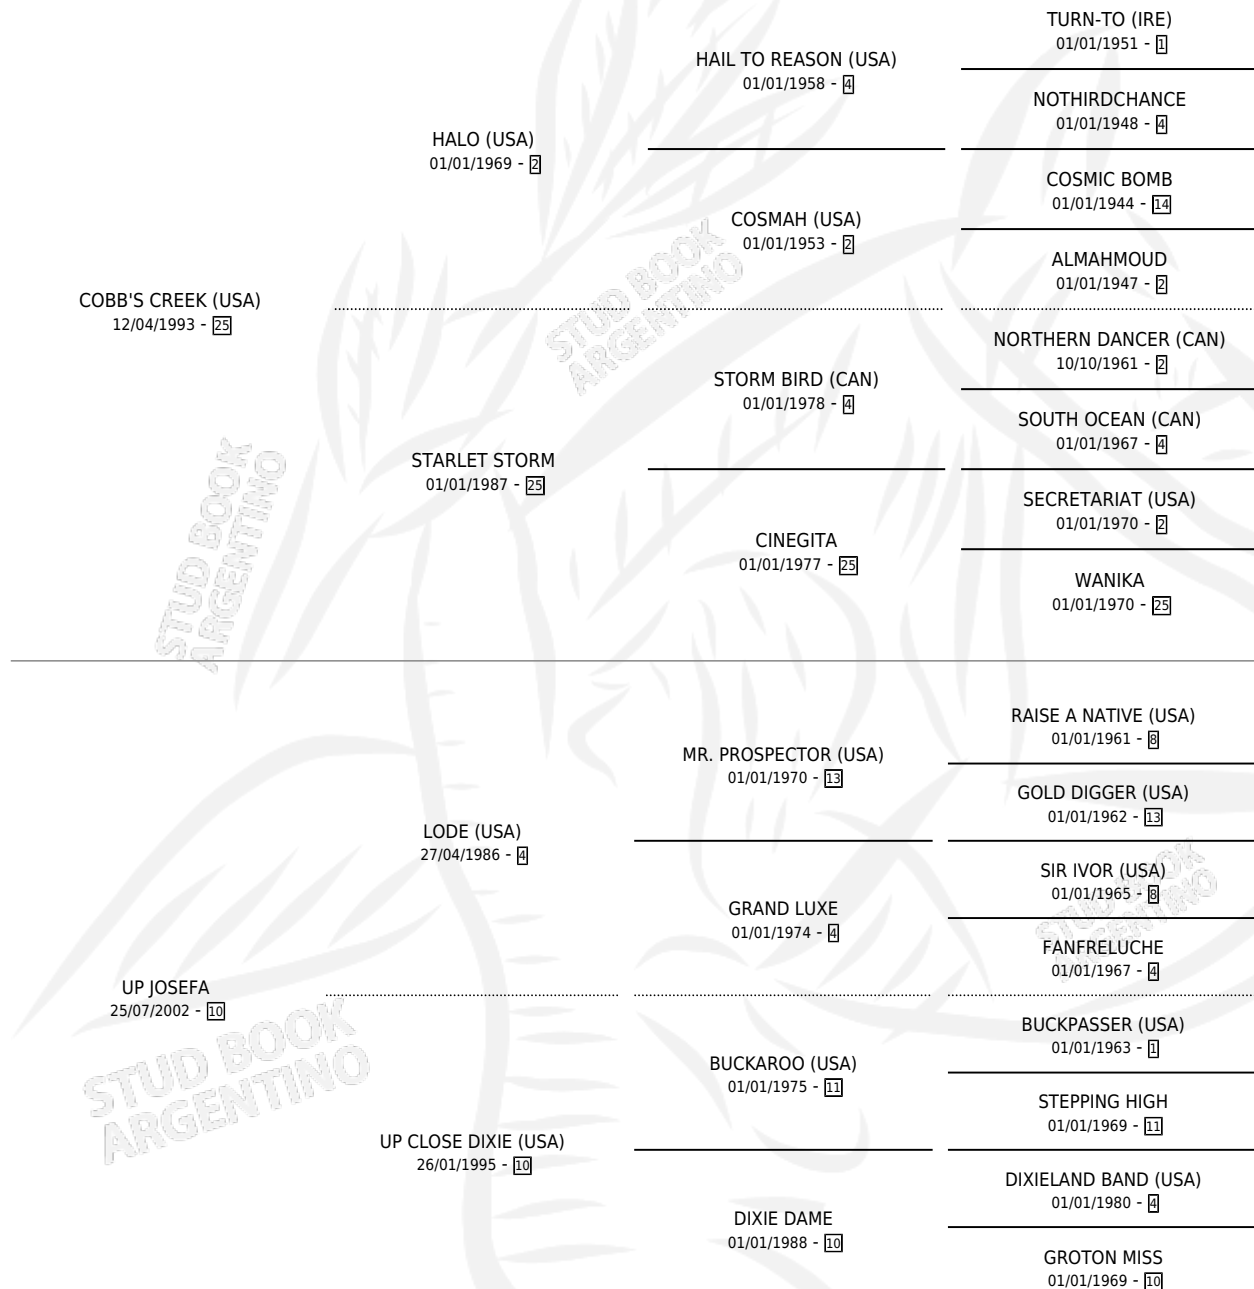 TURN-TO (IRE)
01/01/1951 - 1
HAIL TO REASON (USA)
01/01/1958 - 4
NOTHIRDCHANCE
01/01/1948 - 4
HALO (USA)
01/01/1969 - 2
COSMIC BOMB
01/01/1944 - 14
COSMAH (USA)
01/01/1953 - 2
ALMAHMOUD
01/01/1947 - 2
COBB'S CREEK (USA)
12/04/1993 - 25
NORTHERN DANCER (CAN)
10/10/1961 - 2
STORM BIRD (CAN)
01/01/1978 - 4
SOUTH OCEAN (CAN)
01/01/1967 - 4
STARLET STORM
01/01/1987 - 25
SECRETARIAT (USA)
01/01/1970 - 2
CINEGITA
01/01/1977 - 25
WANIKA
01/01/1970 - 25
RAISE A NATIVE (USA)
01/01/1961 - 8
MR. PROSPECTOR (USA)
01/01/1970 - 13
GOLD DIGGER (USA)
01/01/1962 - 13
LODE (USA)
27/04/1986 - 4
SIR IVOR (USA)
01/01/1965 - 8
GRAND LUXE
01/01/1974 - 4
FANFRELUCHE
01/01/1967 - 4
UP JOSEFA
25/07/2002 - 10
BUCKPASSER (USA)
01/01/1963 - 1
BUCKAROO (USA)
01/01/1975 - 11
STEPPING HIGH
01/01/1969 - 11
UP CLOSE DIXIE (USA)
26/01/1995 - 10
DIXIELAND BAND (USA)
01/01/1980 - 4
DIXIE DAME
01/01/1988 - 10
GROTON MISS
01/01/1969 - 10
STUD BOOK
ARGENTINO
STUD BOOK
ARGENTINO
STUD BOOK
ARGENTINO
STUD BOOK
ARGENTINO